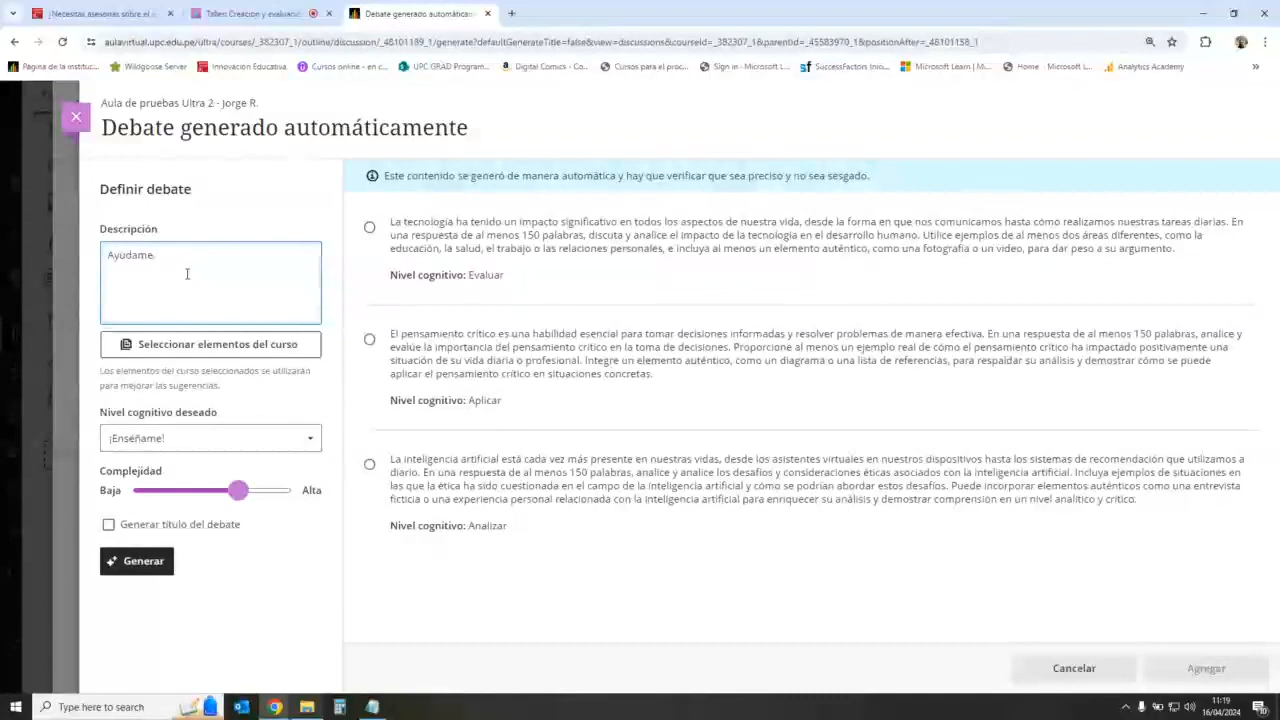 ¿Necesitas asesorías sobre el
Taller: Creación y evaluació
Debate generado automáticam
aulavirtual.upc.edu.pe/ultra/courses/_382307_1/outline/discussion/_48101189_1/generate?defaultGenerateTitle=false&view=discussions&courseId=_382307_1&parentId=_45583970_1&positionAfter=_48101158_1
Página de la instituc...
Wildgoose Server
Innovación Educativa
Cursos online - en c...
UPC GRAD Program...
Digital Comics - Co...
Cursos para el proc...
Sign in - Microsoft L...
SuccessFactors Inic...
Microsoft Learn | Mi...
Home - Microsoft L...
Analytics Academy
Aula de pruebas Ultra 2 - Jorge R.
Debate generado automáticamente
Definir debate
Descripción
Ayúdame
Seleccionar elementos del curso
Los elementos del curso seleccionados se utilizarán
para mejorar las sugerencias.
Nivel cognitivo deseado
¡Enséñame!
Complejidad
Baja
Alta
Generar título del debate
Generar
Este contenido se generó de manera automática y hay que verificar que sea preciso y no sea sesgado.
La tecnología ha tenido un impacto significativo en todos los aspectos de nuestra vida, desde la forma en que nos comunicamos hasta cómo realizamos nuestras tareas diarias. En
una respuesta de al menos 150 palabras, discuta y analice el impacto de la tecnología en el desarrollo humano. Utilice ejemplos de al menos dos áreas diferentes, como la
educación, la salud, el trabajo o las relaciones personales, e incluya al menos un elemento auténtico, como una fotografía o un video, para dar peso a su argumento.
Nivel cognitivo: Evaluar
El pensamiento crítico es una habilidad esencial para tomar decisiones informadas y resolver problemas de manera efectiva. En una respuesta de al menos 150 palabras, analice y
evalúe la importancia del pensamiento crítico en la toma de decisiones. Proporcione al menos un ejemplo real de cómo el pensamiento crítico ha impactado positivamente una
situación de su vida diaria o profesional. Integre un elemento auténtico, como un diagrama o una lista de referencias, para respaldar su análisis y demostrar cómo se puede
aplicar el pensamiento crítico en situaciones concretas.
Nivel cognitivo: Aplicar
La inteligencia artificial está cada vez más presente en nuestras vidas, desde los asistentes virtuales en nuestros dispositivos hasta los sistemas de recomendación que utilizamos a
diario. En una respuesta de al menos 150 palabras, analice y analice los desafíos y consideraciones éticas asociados con la inteligencia artificial. Incluya ejemplos de situaciones en
las que la ética ha sido cuestionada en el campo de la inteligencia artificial y cómo se podrían abordar estos desafíos. Puede incorporar elementos auténticos como una entrevista
ficticia o una experiencia personal relacionada con la inteligencia artificial para enriquecer su análisis y demostrar comprensión en un nivel analítico y crítico.
Nivel cognitivo: Analizar
Cancelar
Agregar
Type here to search
11:19
16/04/2024